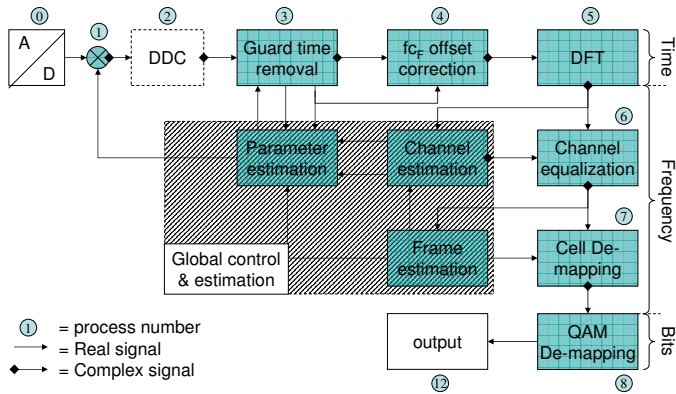 0
1
2
3
4
5
A
D
DDC
Guard time
removal
fcF offset
correction
DFT
Time
6
Parameter
estimation
Channel
estimation
Channel
equalization
Frequency
7
Global control
& estimation
Frame
estimation
Cell De-
mapping
1 = process number
= Real signal
= Complex signal
output
QAM
De-mapping
Bits
12
8